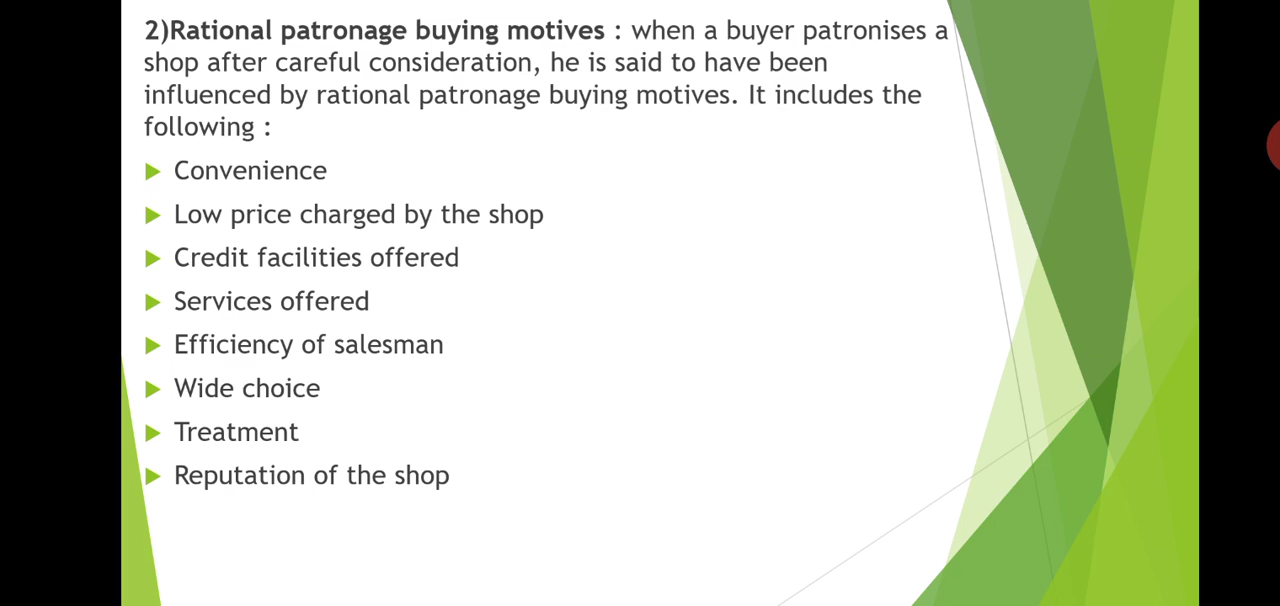 2)Rational patronage buying motives : when a buyer patronises a
shop after careful consideration, he is said to have been
influenced by rational patronage buying motives. It includes the
following :
Convenience
Low price charged by the shop
Credit facilities offered
Services offered
Efficiency of salesman
Wide choice
Treatment
Reputation of the shop